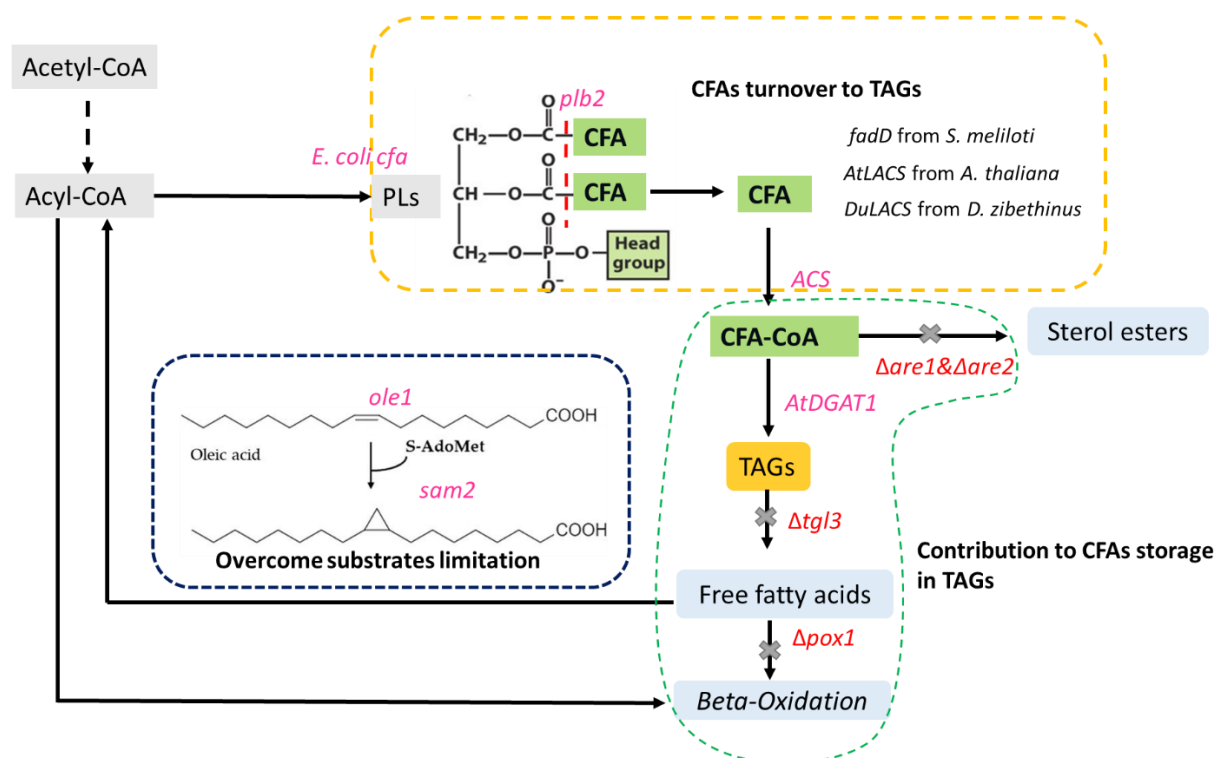 Acetyl-CoA
Acyl-CoA
E. coli cfa
PLs
plb2
O
CH₂—O—C
CFA
O
CH—O—C
CFA
O
CH₂—O—P—O—
O⁻
Head
group
CFAs turnover to TAGs
CFA
fadD from S. meliloti
AtLACS from A. thaliana
DuLACS from D. zibethinus
ACS
CFA-CoA
Sterol esters
Δare1&Δare2
AtDGAT1
TAGs
Δtgl3
Free fatty acids
Δpox1
Beta-Oxidation
Contribution to CFAs storage
in TAGs
ole1
COOH
Oleic acid
S-AdoMet
sam2
COOH
Overcome substrates limitation